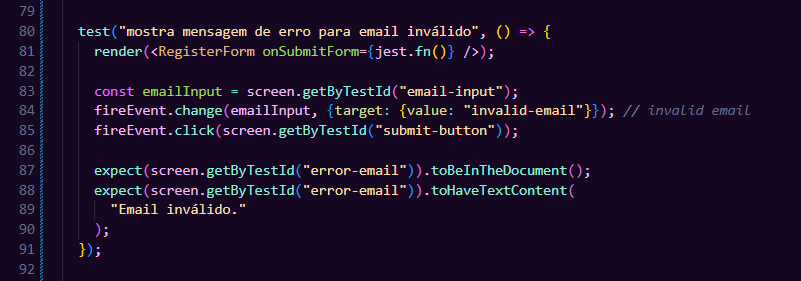 79
80 test("mostra mensagem de erro para email inválido", () => {
81 render(<RegisterForm onSubmitForm={jest.fn()} />);
82
83 const emailInput = screen.getByTestId("email-input");
84 fireEvent.change(emailInput, {target: {value: "invalid-email"}}); // invalid email
85 fireEvent.click(screen.getByTestId("submit-button"));
86
87 expect(screen.getByTestId("error-email")).toBeInTheDocument();
88 expect(screen.getByTestId("error-email")).toHaveTextContent(
89 "Email inválido."
90 );
91 });
92